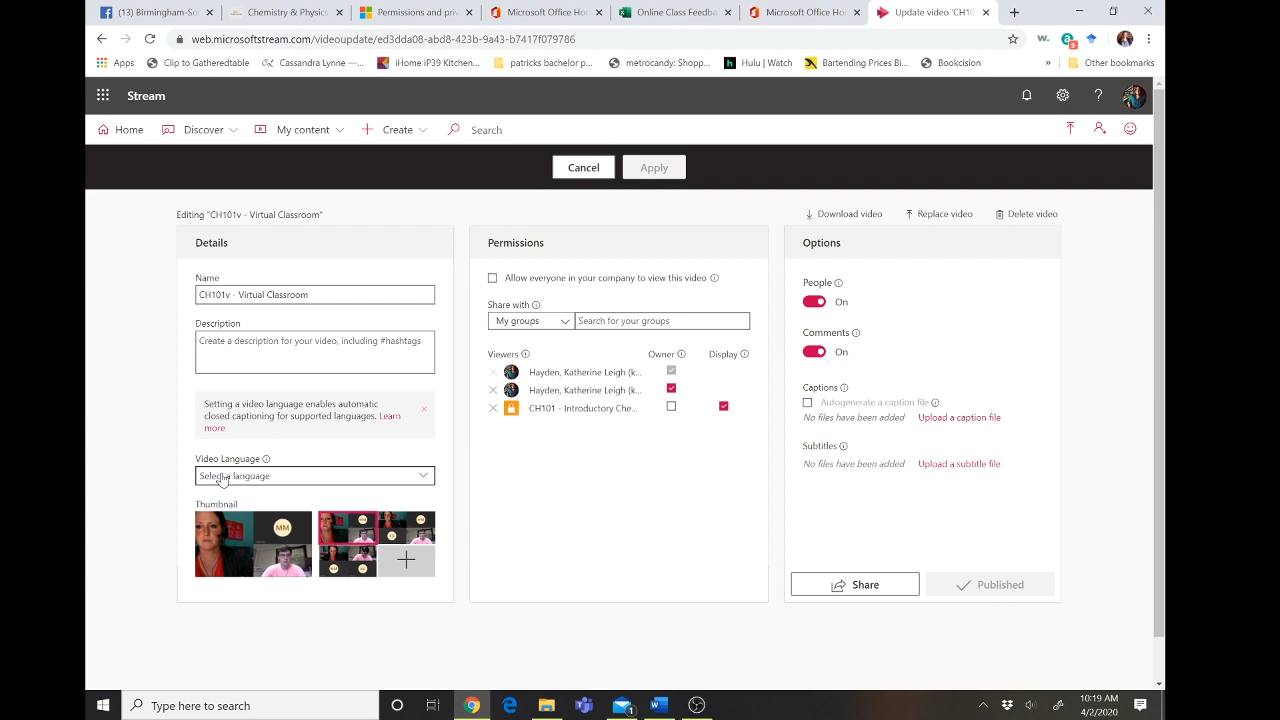 (1) Birmingham-So
Chemistry & Physics
Permissions and priv
Microsoft Office Ho
Online Class Feedba
Microsoft Office Ho
Update video 'CH10
web.microsoftstream.com/videoupdate/ed3dda08-abd8-423b-9a43-b7417f079786
Apps
Clip to Gatheredtable
Cassandra Lynne —...
iHome iP39 Kitchen...
patricks bachelor p...
metrocandy: Shopp...
Hulu | Watch
Bartending Prices Bi...
Bookcision
»
Other bookmarks
Stream
Home
Discover
My content
Create
Search
Cancel
Apply
Editing "CH101v - Virtual Classroom"
Download video
Replace video
Delete video
Details
Name
CH101v - Virtual Classroom
Description
Create a description for your video, including #hashtags
Setting a video language enables automatic
closed captioning for supported languages. Learn
more
Video Language
Select a language
Thumbnail
MM
Permissions
Allow everyone in your company to view this video
Share with
My groups
Search for your groups
Viewers
Owner
Display
Hayden, Katherine Leigh (k...
Hayden, Katherine Leigh (k...
CH101 - Introductory Che...
Options
People
On
Comments
On
Captions
Autogenerate a caption file
No files have been added
Upload a caption file
Subtitles
No files have been added
Upload a subtitle file
Share
Published
Type here to search
1
10:19 AM
4/2/2020